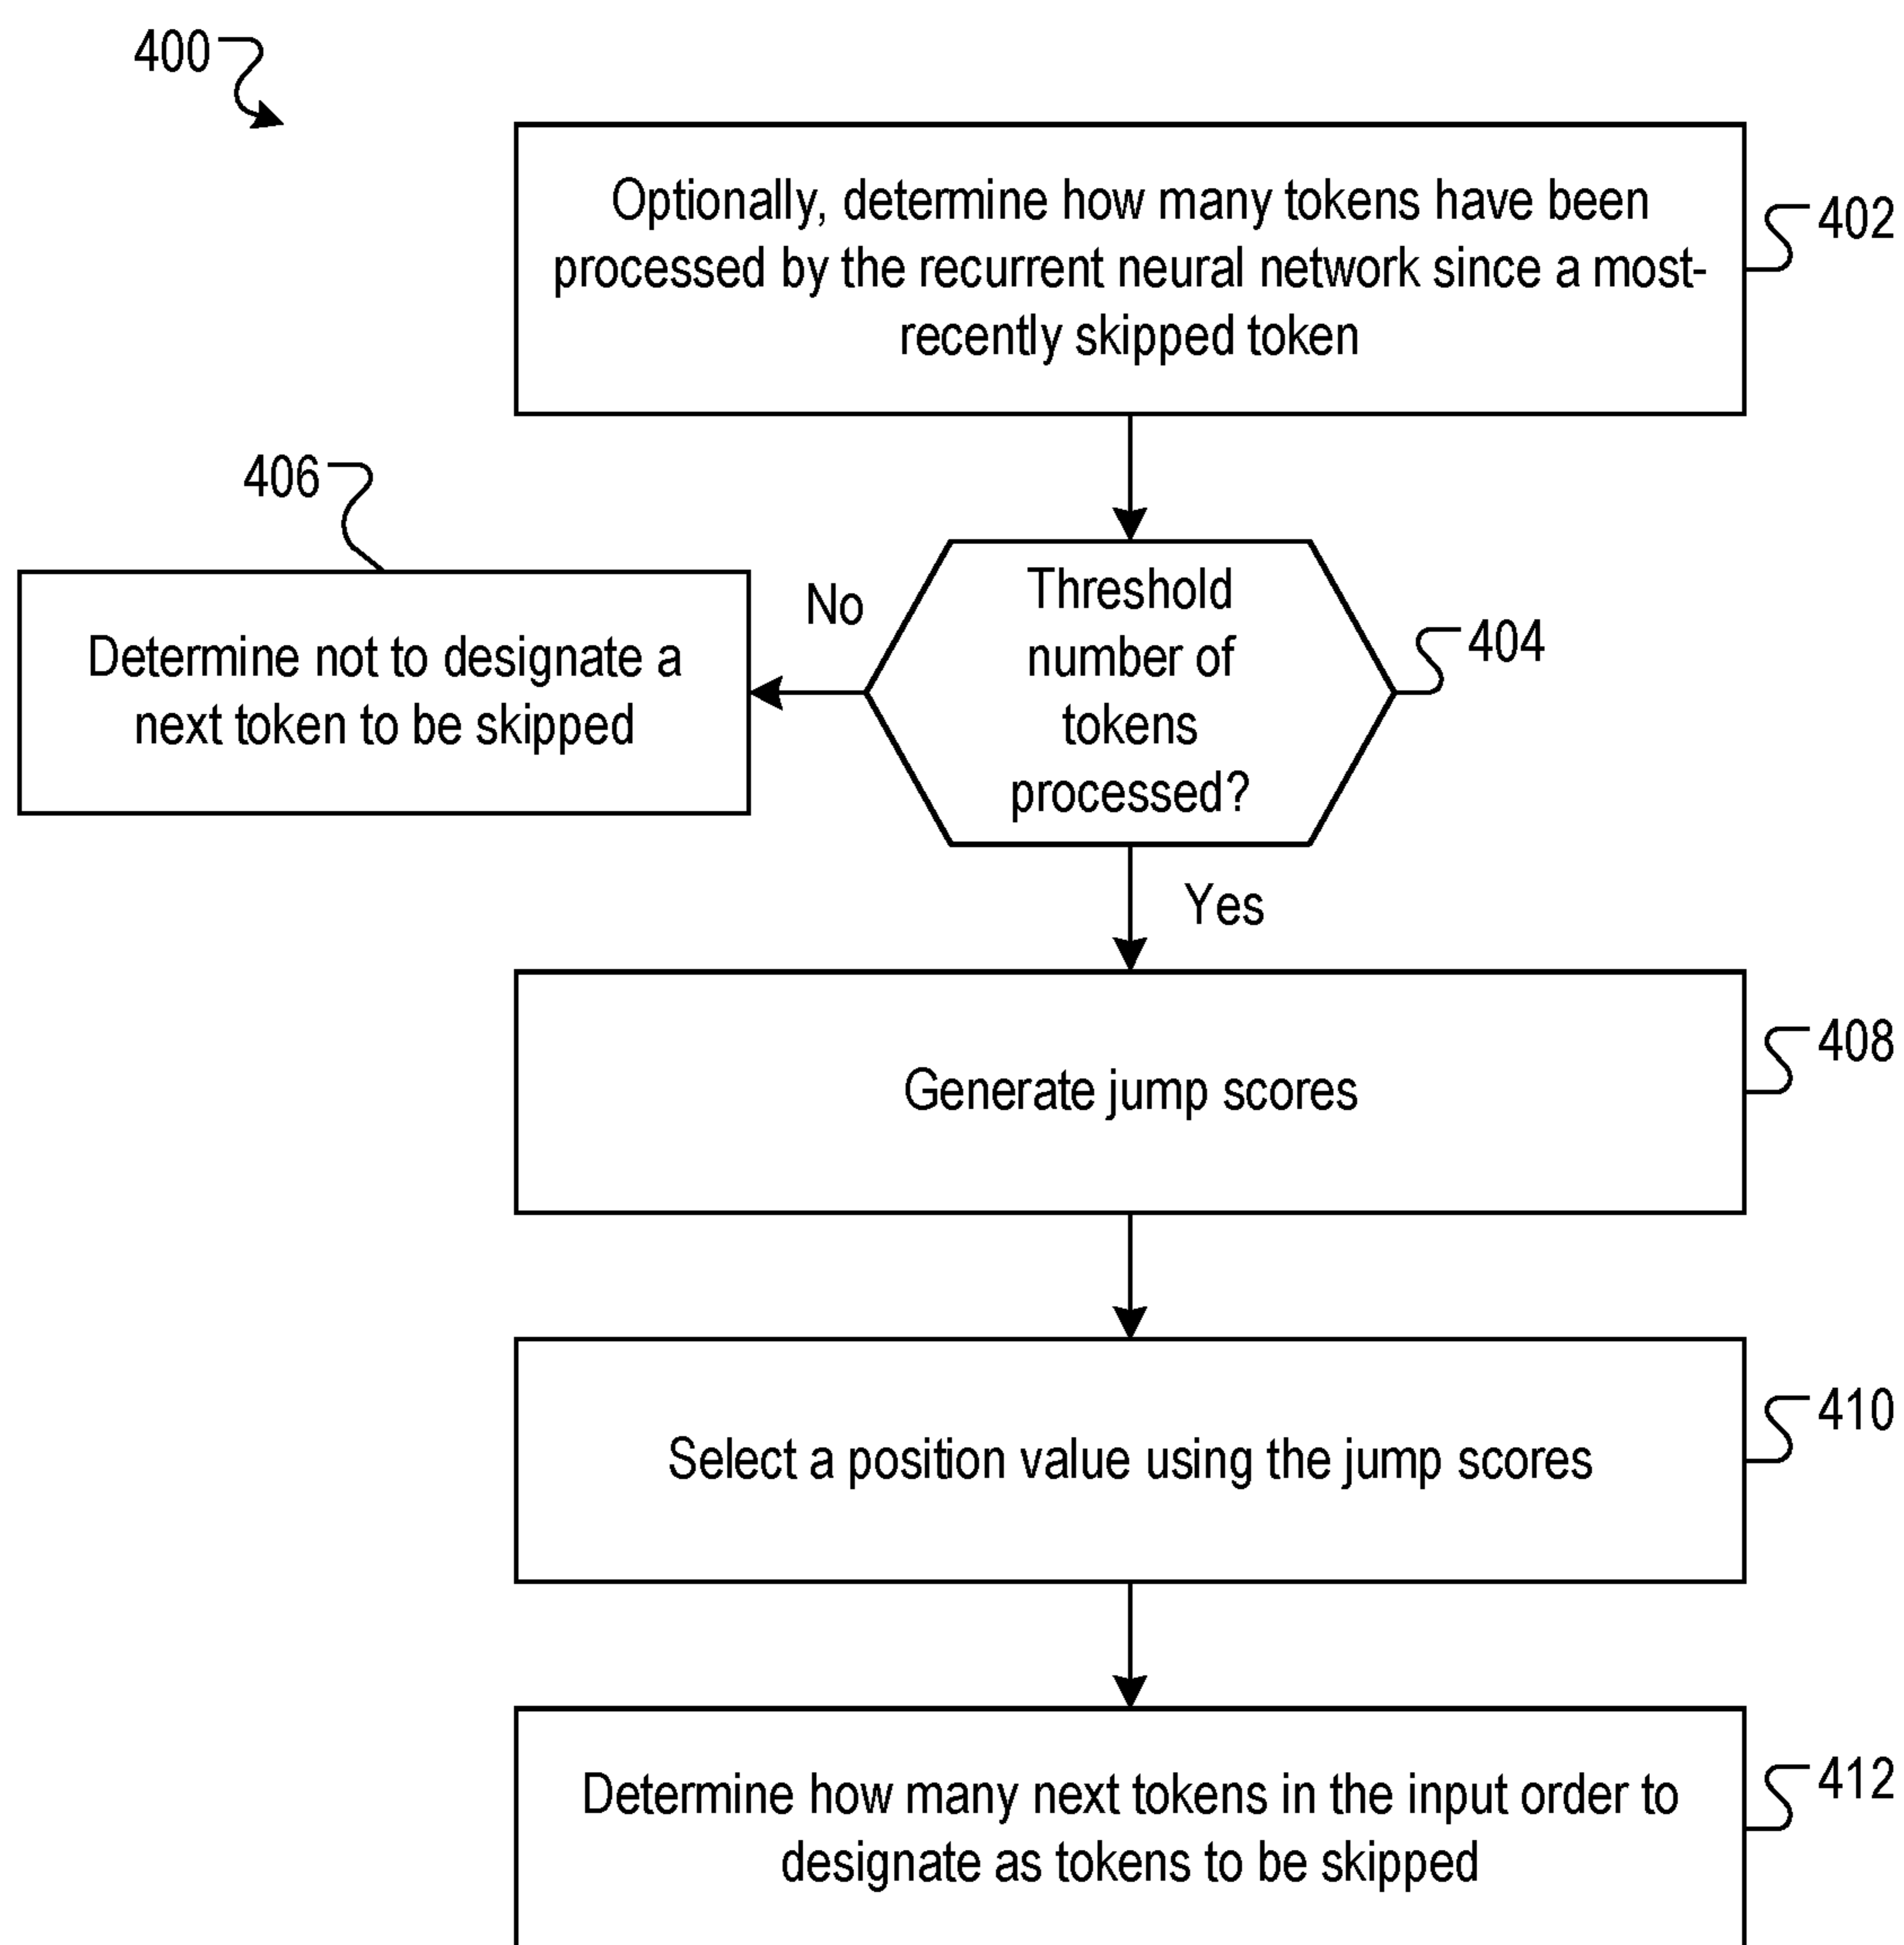 400
Optionally, determine how many tokens have been
processed by the recurrent neural network since a most-
recently skipped token
402
406
Determine not to designate a
next token to be skipped
No
Threshold
number of
tokens
processed?
404
Yes
Generate jump scores
408
Select a position value using the jump scores
410
Determine how many next tokens in the input order to
designate as tokens to be skipped
412